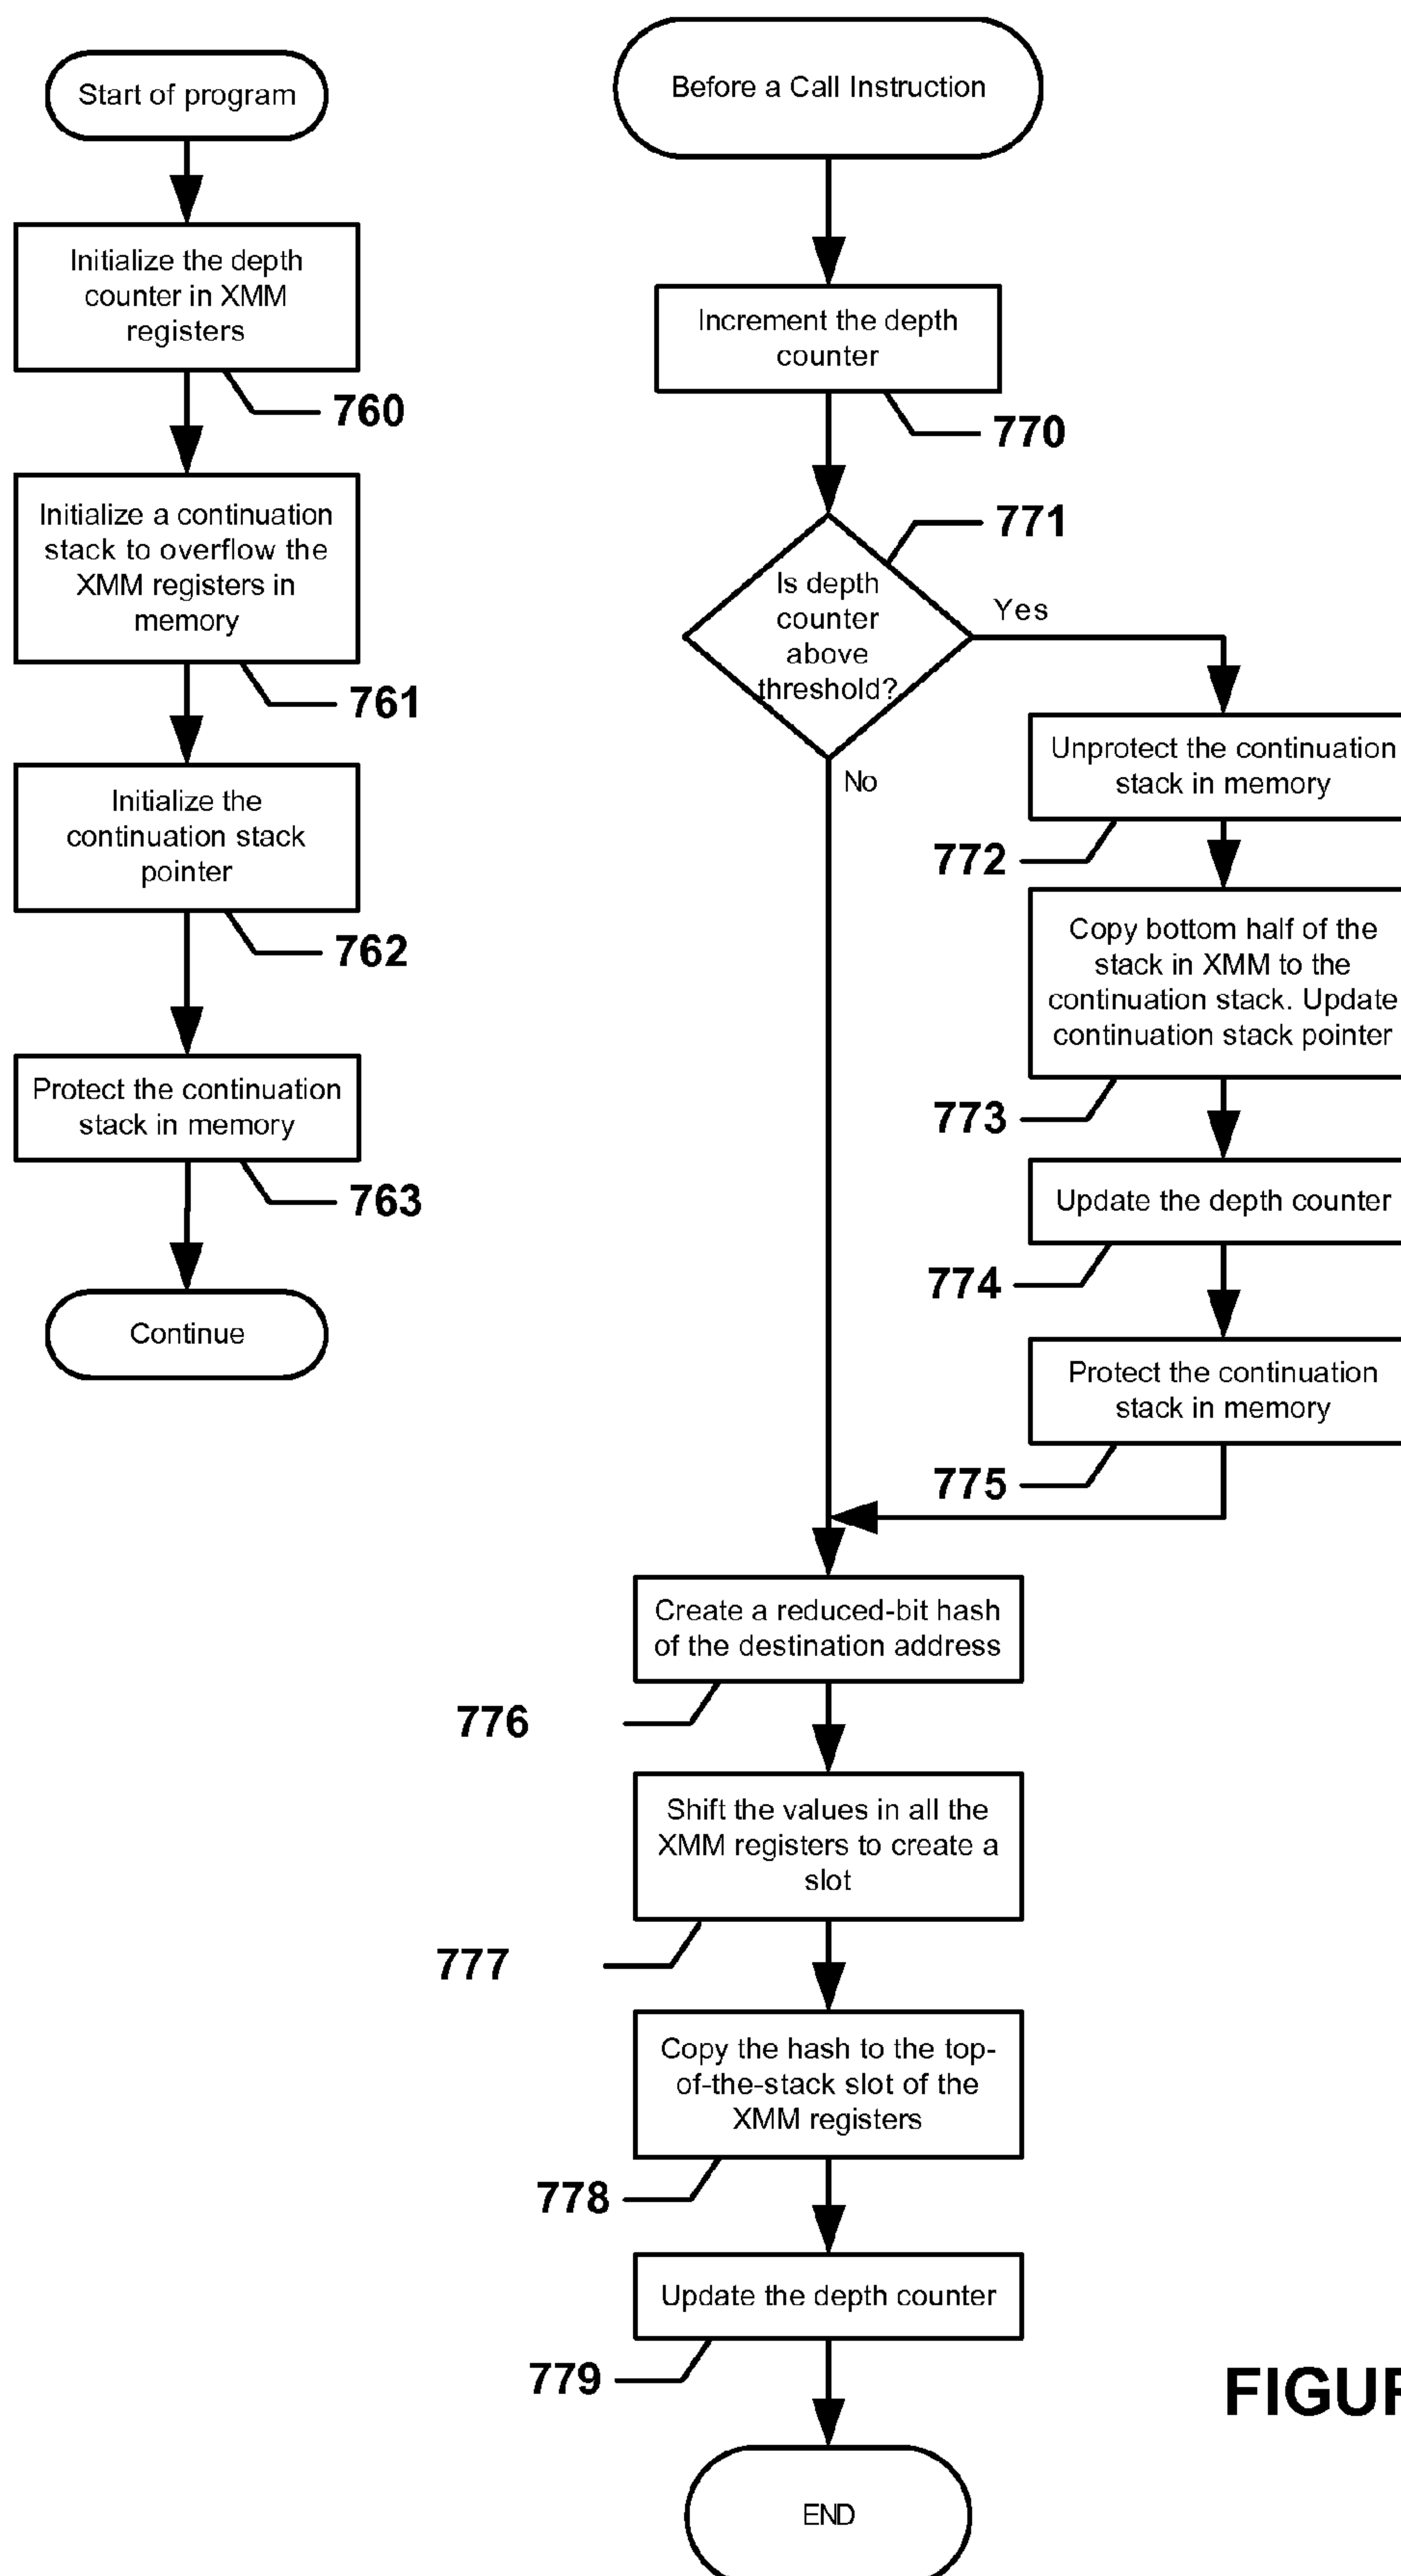 Start of program
Initialize the depth
counter in XMM
registers
760
Initialize a continuation
stack to overflow the
XMM registers in
memory
761
Initialize the
continuation stack
pointer
762
Protect the continuation
stack in memory
763
Continue
Before a Call Instruction
Increment the depth
counter
770
771
Is depth
counter
above
threshold?
Yes
No
Unprotect the continuation
stack in memory
772
Copy bottom half of the
stack in XMM to the
continuation stack. Update
continuation stack pointer
773
Update the depth counter
774
Protect the continuation
stack in memory
775
Create a reduced-bit hash
of the destination address
776
Shift the values in all the
XMM registers to create a
slot
777
Copy the hash to the top-
of-the-stack slot of the
XMM registers
778
Update the depth counter
779
END